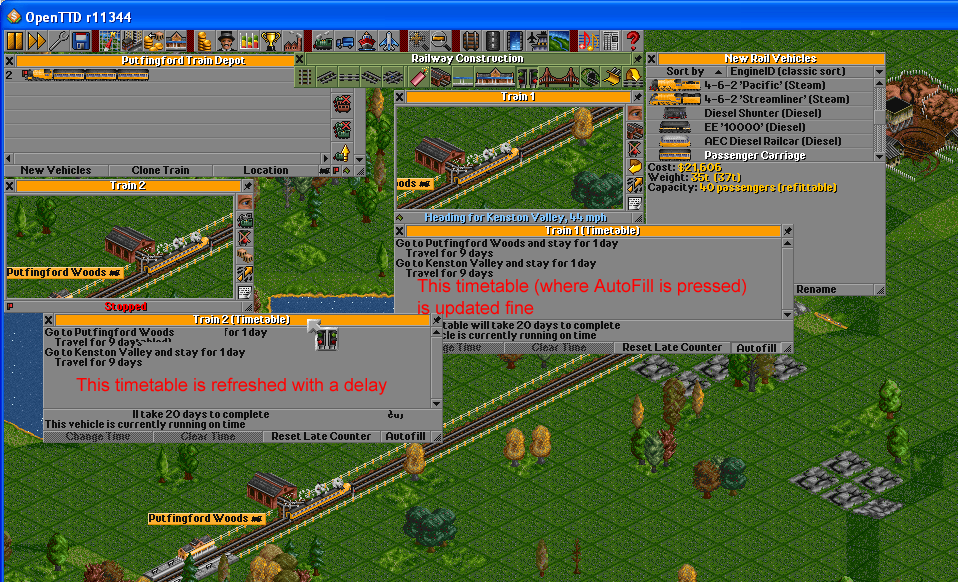 OpenTTD r11344
Putfingford Train Depot
2
New Vehicles
Clone Train
Location
Railway Construction
Train 1
oods
Heading for Kenston Valley, 44 mph
New Rail Vehicles
Sort by
EngineID (classic sort)
4-6-2 'Pacific' (Steam)
4-6-2 'Streamliner' (Steam)
Diesel Shunter (Diesel)
EE '10000' (Diesel)
AEC Diesel Railcar (Diesel)
Passenger Carriage
Cost: $21,606
Weight: 35t (37t)
Capacity: 40 passengers (refittable)
Rename
Train 2
Putfingford Woods
Stopped
Train 1 (Timetable)
Go to Putfingford Woods and stay for 1 day
Travel for 9 days
Go to Kenston Valley and stay for 1 day
Travel for 9 days
This timetable (where AutoFill is pressed)
is updated fine
table will take 20 days to complete
cle is currently running on time
ge Time
Clear Time
Reset Late Counter
Autofill
Train 2 (Timetable)
Go to Putfingford Woods
for 1 day
Travel for 9 days
Go to Kenston Valley and stay for 1 day
Travel for 9 days
This timetable is refreshed with a delay
ll take 20 days to complete
This vehicle is currently running on time
Change Time
Clear Time
Reset Late Counter
Autofill
Putfingford Woods